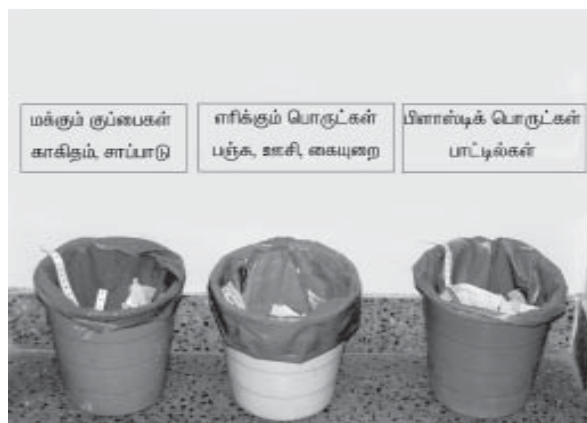 மக்கும் குப்பைகள்
காகிதம், சாப்பாடு
எரிக்கும் பொருட்கள்
பஞ்சு, ஊசி, கையுறை
பிளாஸ்டிக் பொருட்கள்
பாட்டில்கள்